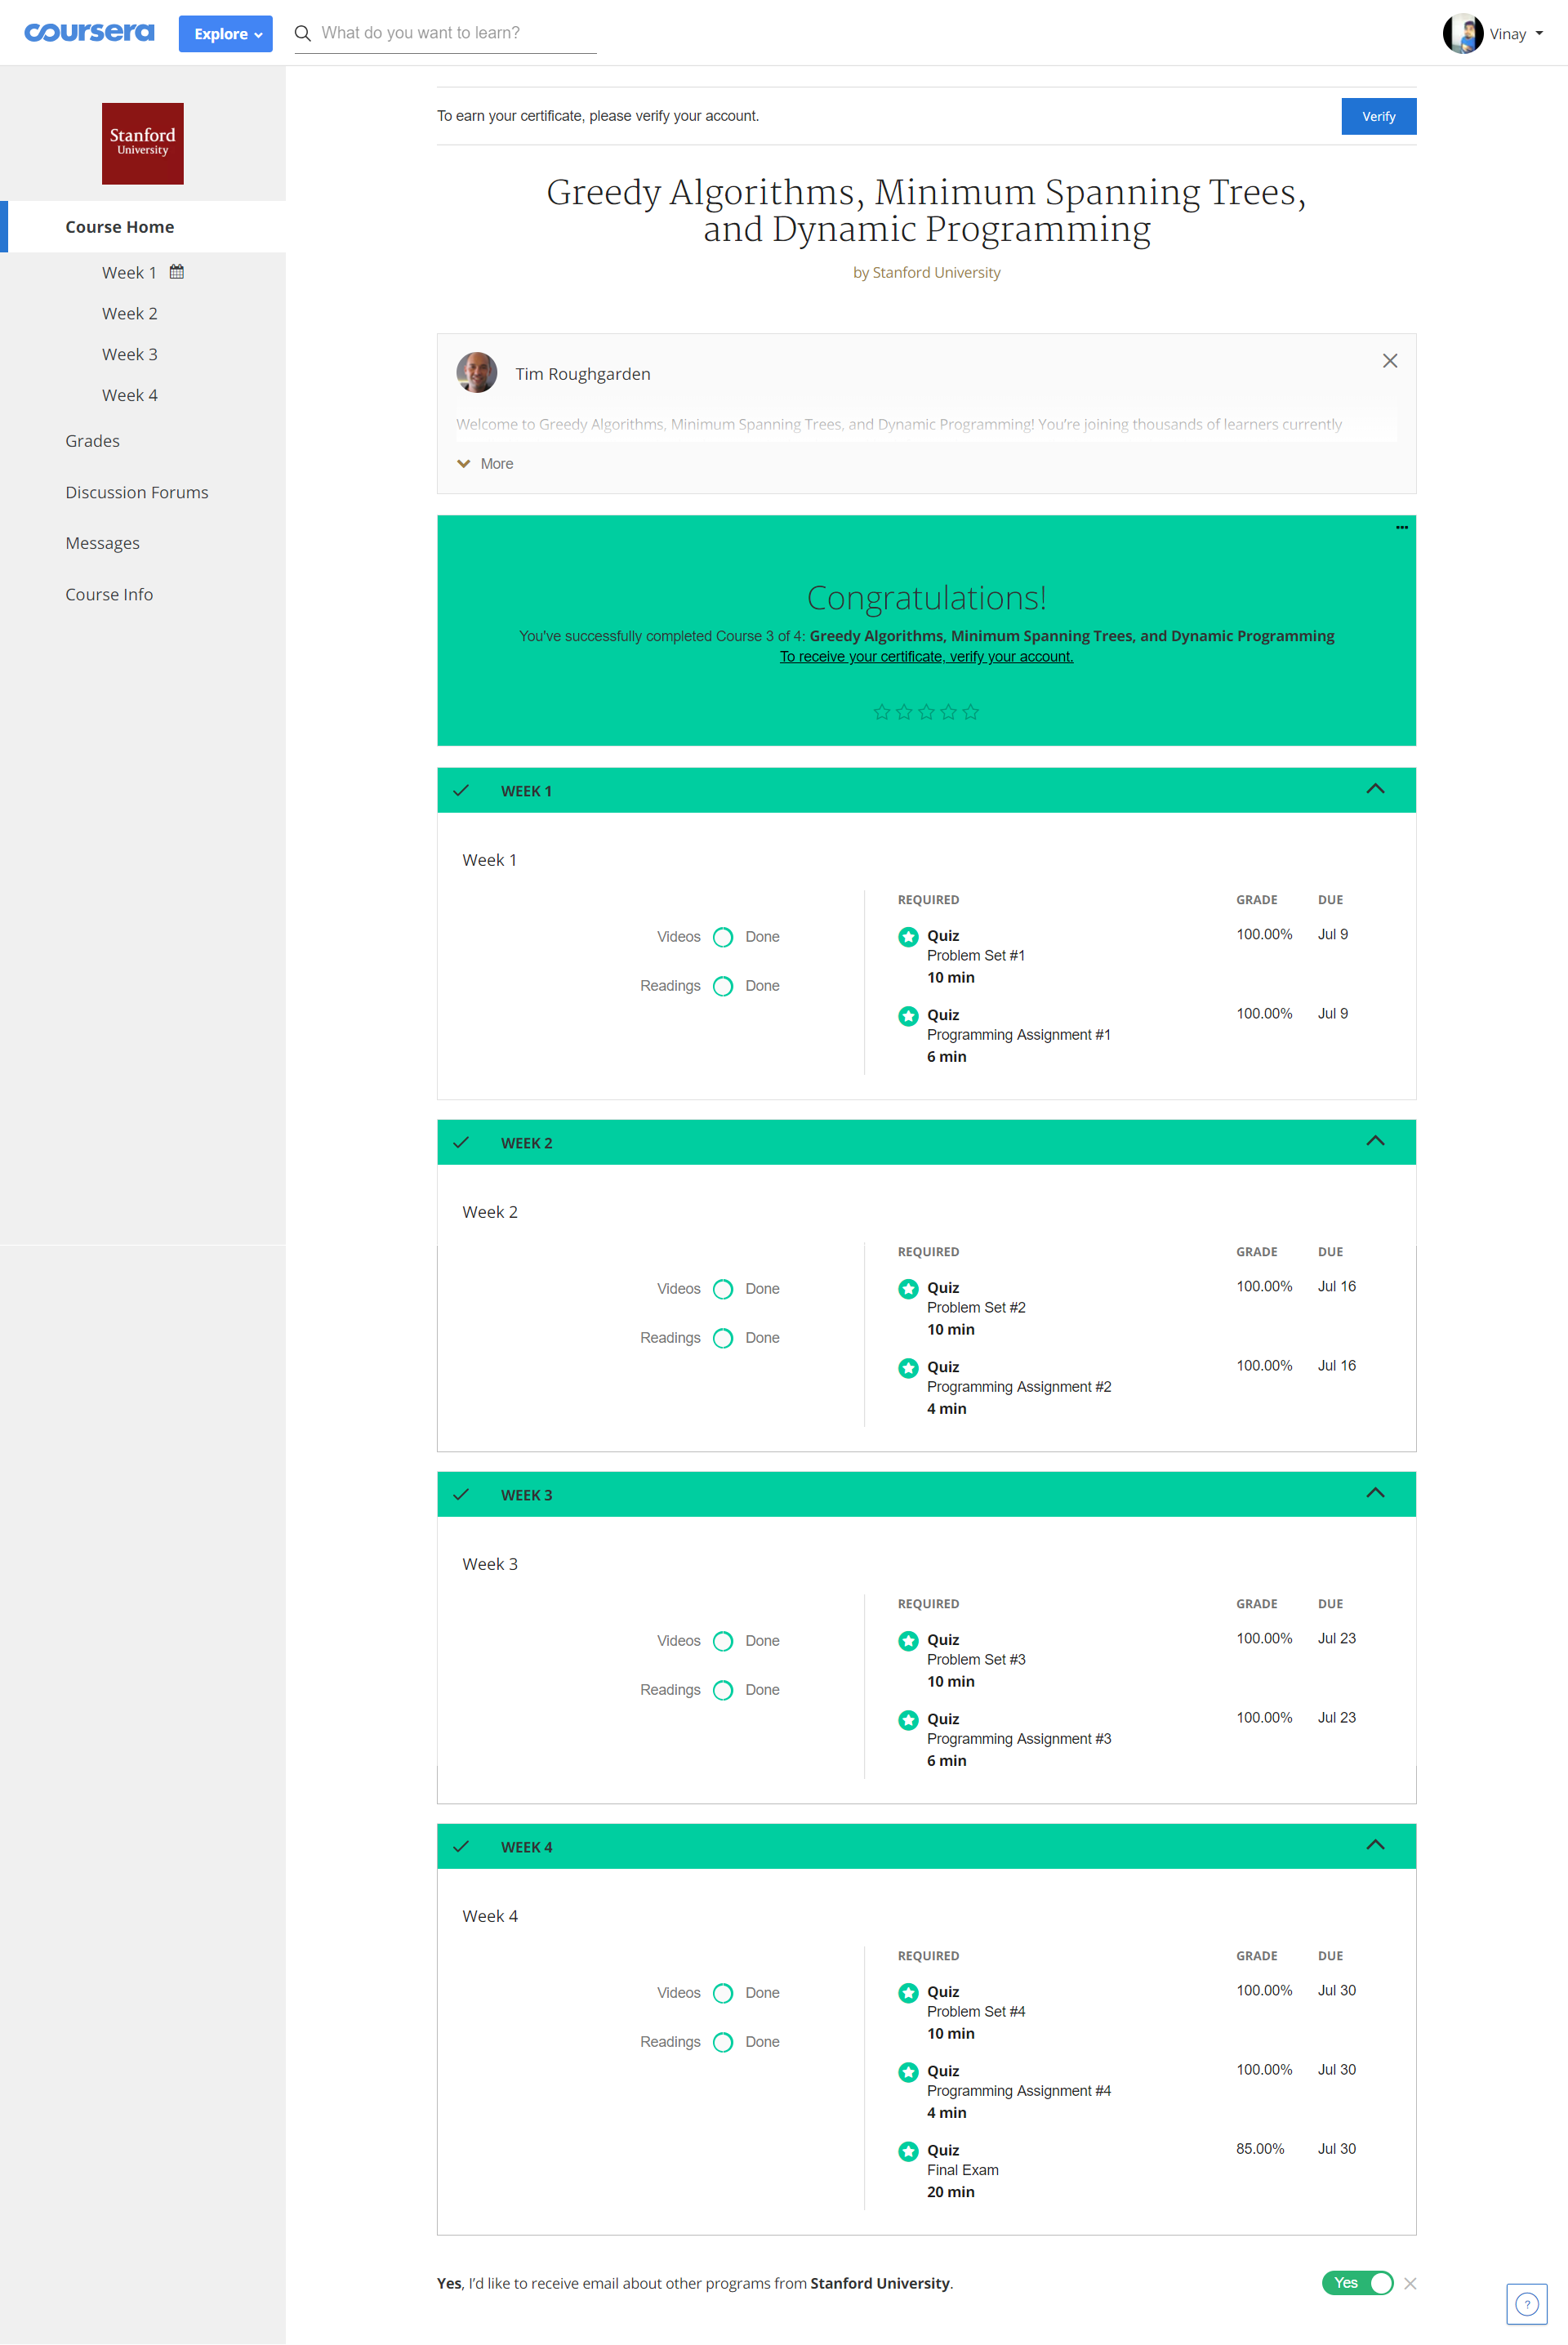 coursera
Explore
What do you want to learn?
Vinay
Stanford
University
Course Home
Week 1
Week 2
Week 3
Week 4
Grades
Discussion Forums
Messages
Course Info
To earn your certificate, please verify your account.
Verify
Greedy Algorithms, Minimum Spanning Trees,
and Dynamic Programming
by Stanford University
Tim Roughgarden
Welcome to Greedy Algorithms, Minimum Spanning Trees, and Dynamic Programming! You're joining thousands of learners currently
More
Congratulations!
You've successfully completed Course 3 of 4: Greedy Algorithms, Minimum Spanning Trees, and Dynamic Programming
To receive your certificate, verify your account.
WEEK 1
Week 1
REQUIRED GRADE DUE
Videos Done
Readings Done
Quiz 100.00% Jul 9
Problem Set #1
10 min
Quiz 100.00% Jul 9
Programming Assignment #1
6 min
WEEK 2
Week 2
REQUIRED GRADE DUE
Videos Done
Readings Done
Quiz 100.00% Jul 16
Problem Set #2
10 min
Quiz 100.00% Jul 16
Programming Assignment #2
4 min
WEEK 3
Week 3
REQUIRED GRADE DUE
Videos Done
Readings Done
Quiz 100.00% Jul 23
Problem Set #3
10 min
Quiz 100.00% Jul 23
Programming Assignment #3
6 min
WEEK 4
Week 4
REQUIRED GRADE DUE
Videos Done
Readings Done
Quiz 100.00% Jul 30
Problem Set #4
10 min
Quiz 100.00% Jul 30
Programming Assignment #4
4 min
Quiz 85.00% Jul 30
Final Exam
20 min
Yes, I'd like to receive email about other programs from Stanford University.
Yes
?